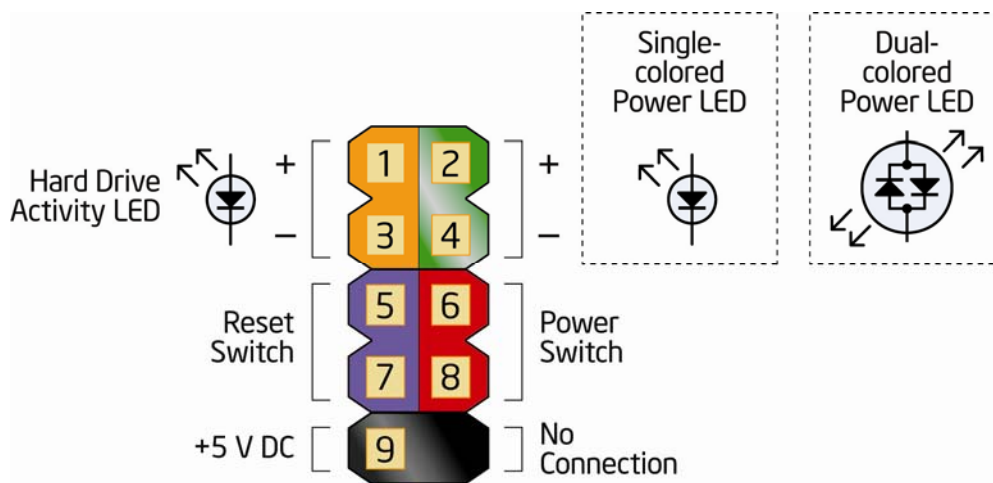 Single-
colored
Power LED
Dual-
colored
Power LED
Hard Drive
Activity LED
+
−
1
2
3
4
+
−
Reset
Switch
5
6
7
8
Power
Switch
+5 V DC
9
No
Connection